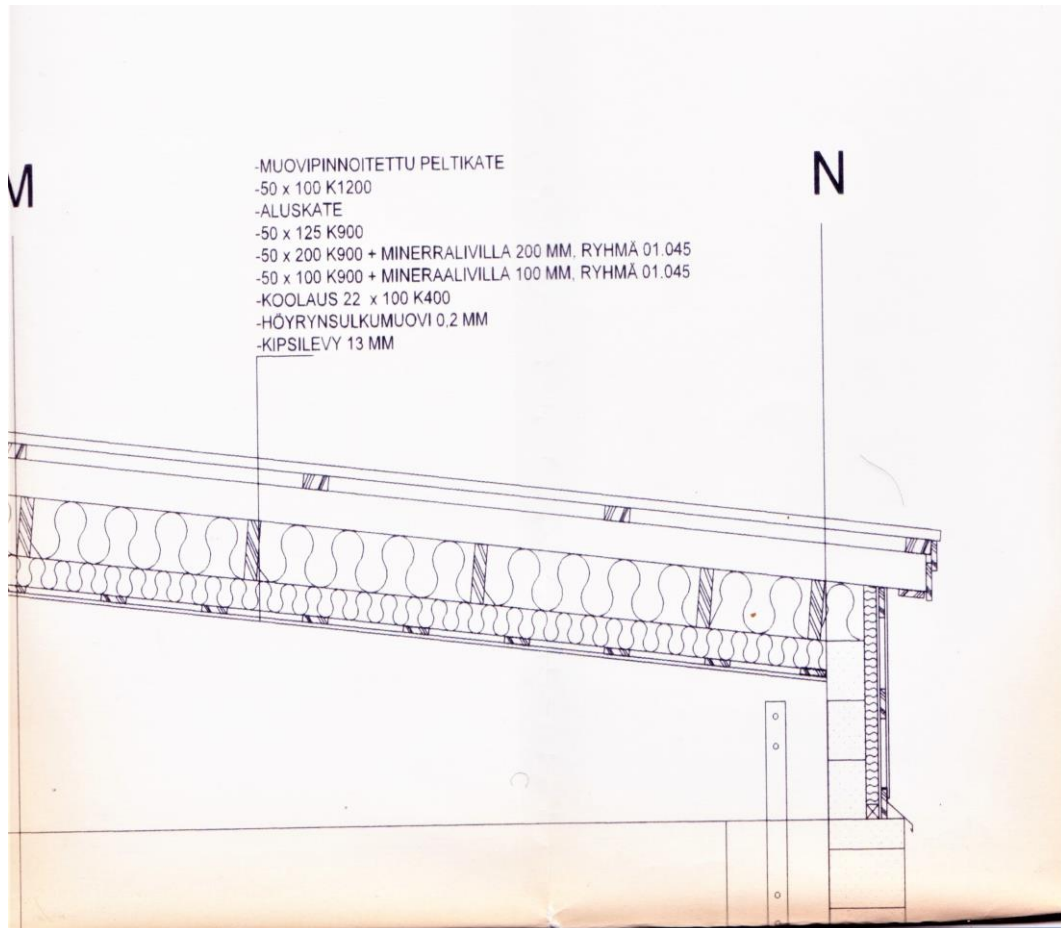 M
N
-MUOVIPINNOITETTU PELTIKATE
-50 x 100 K1200
-ALUSKATE
-50 x 125 K900
-50 x 200 K900 + MINERRALIVILLA 200 MM, RYHMÄ 01.045
-50 x 100 K900 + MINERAALIVILLA 100 MM, RYHMÄ 01.045
-KOOLAUS 22 x 100 K400
-HÖYRYNSULKUMUOVI 0,2 MM
-KIPSILEVY 13 MM